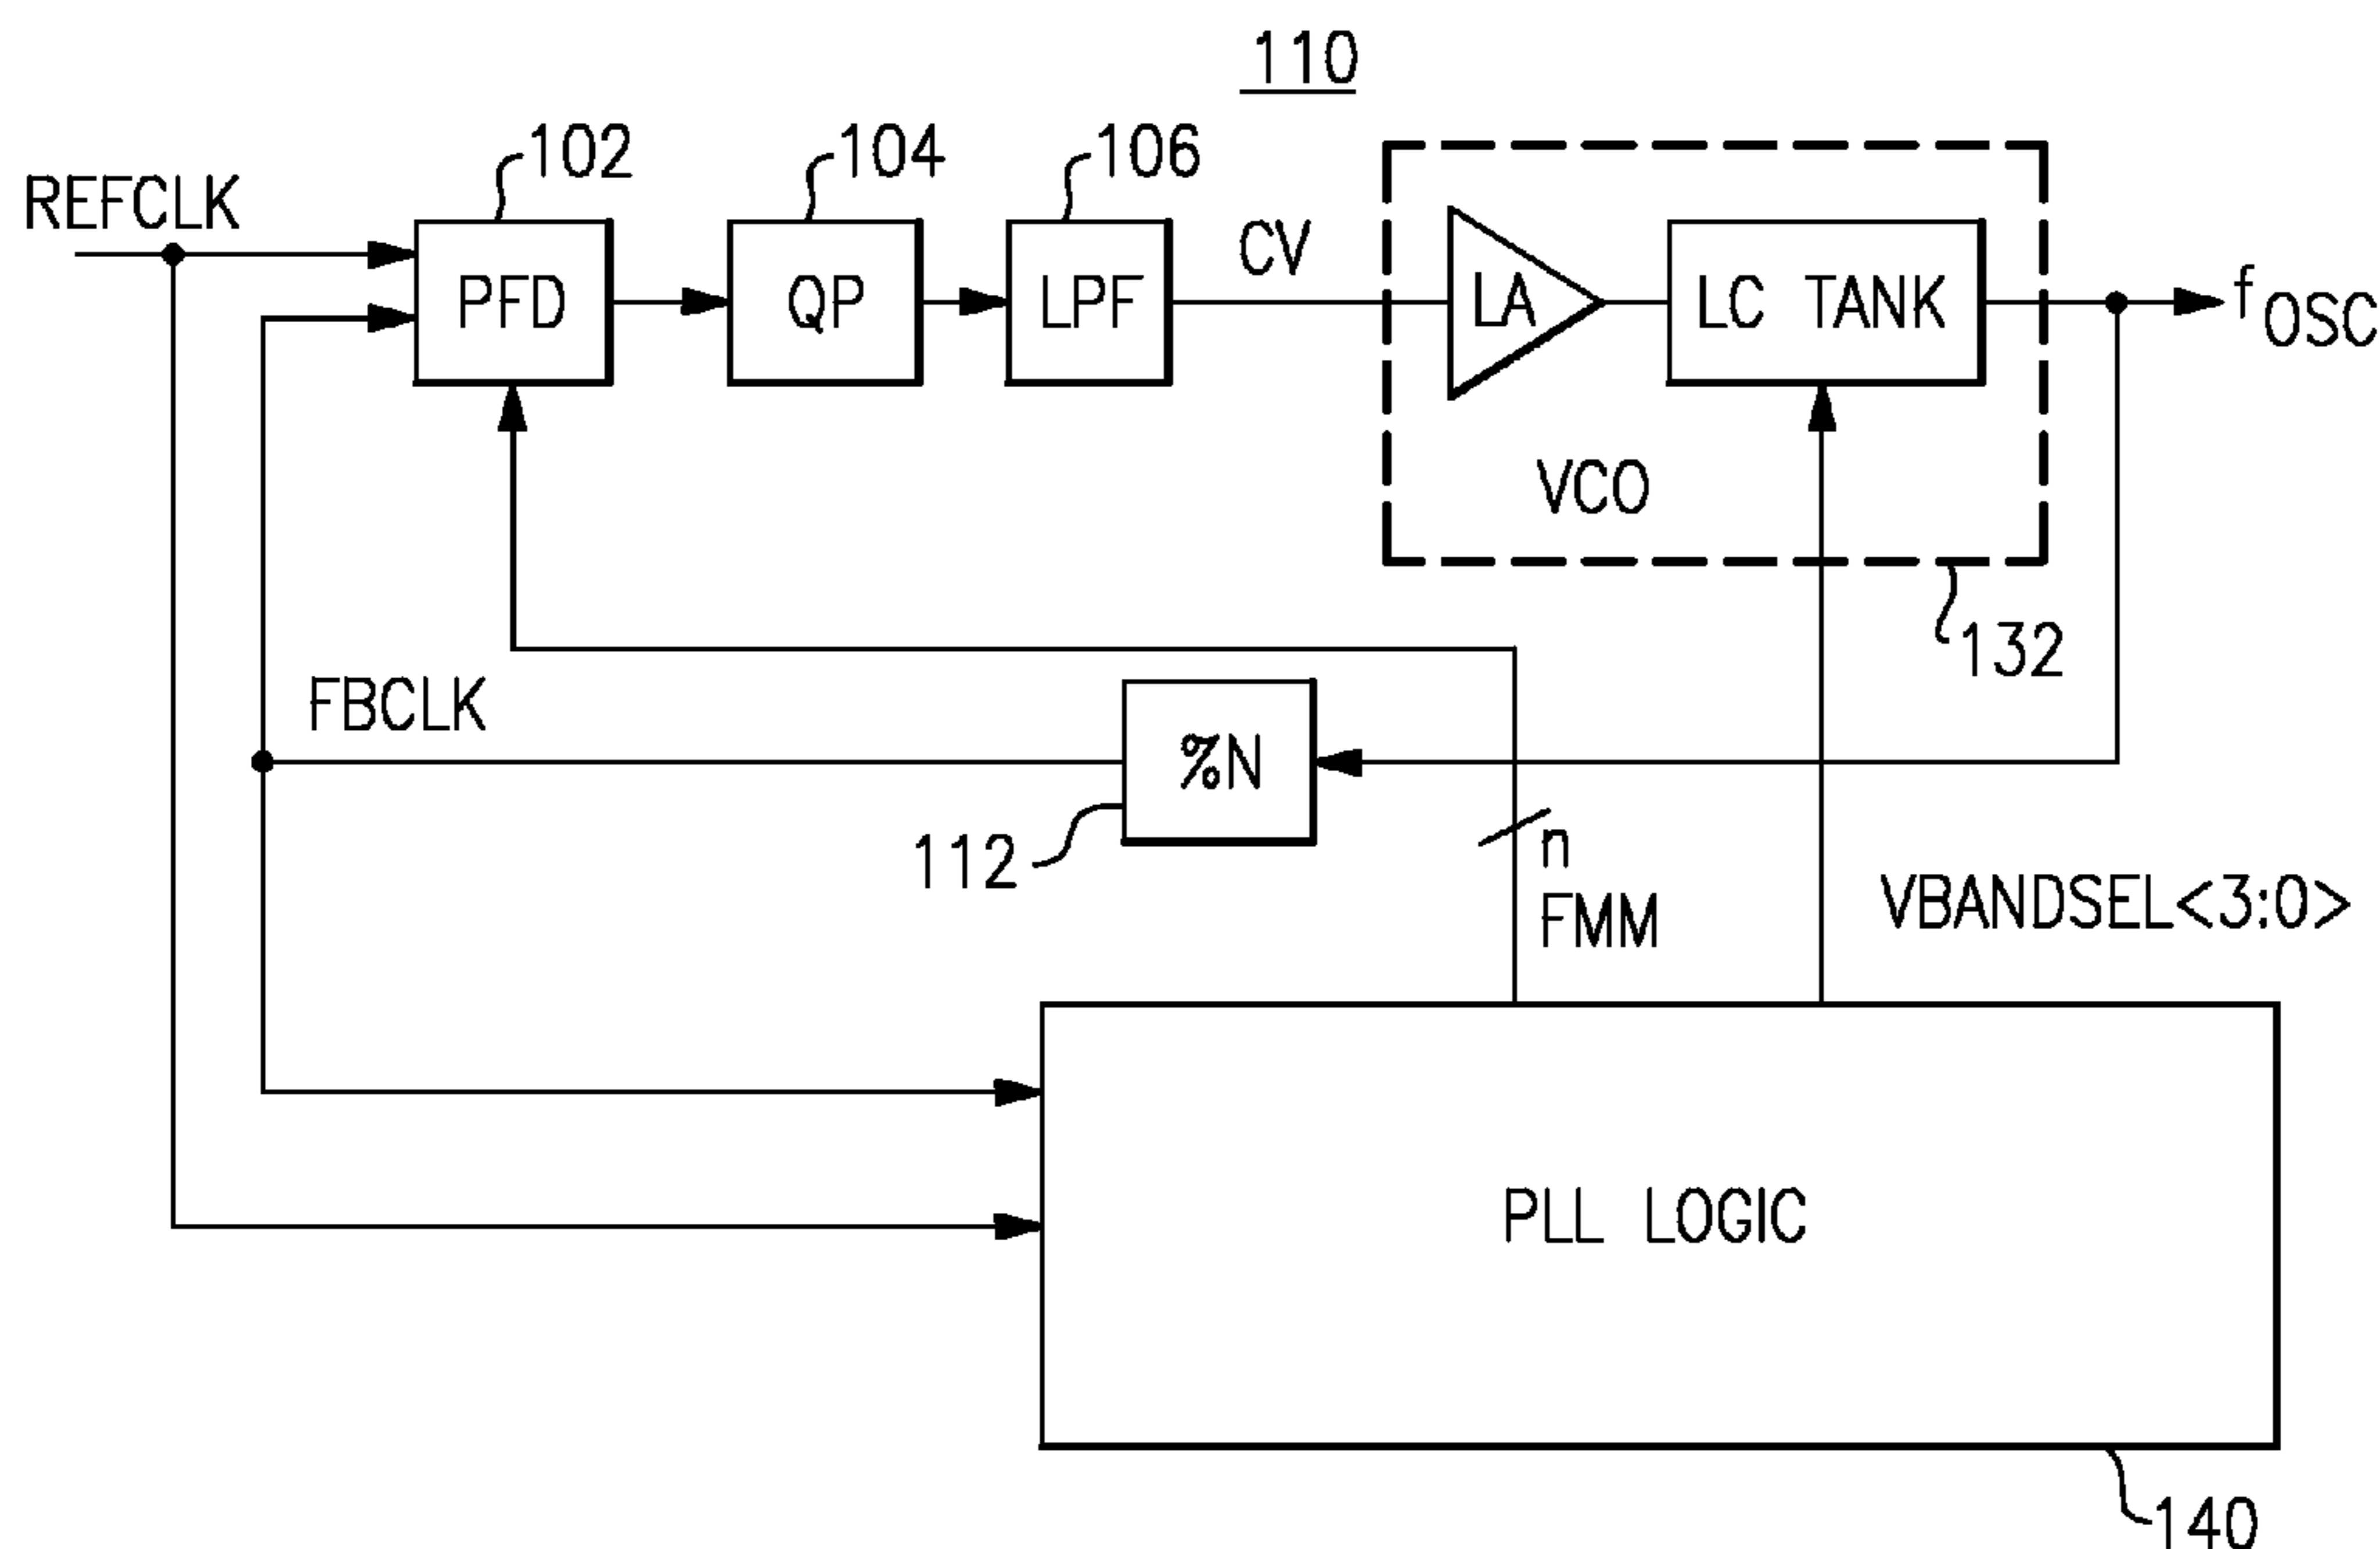 110
102
104
106
REFCLK
PFD
QP
LPF
CV
LA
LC TANK
fOSC
VCO
132
FBCLK
%N
112
n
FMM
VBANDSEL<3:0>
PLL LOGIC
140